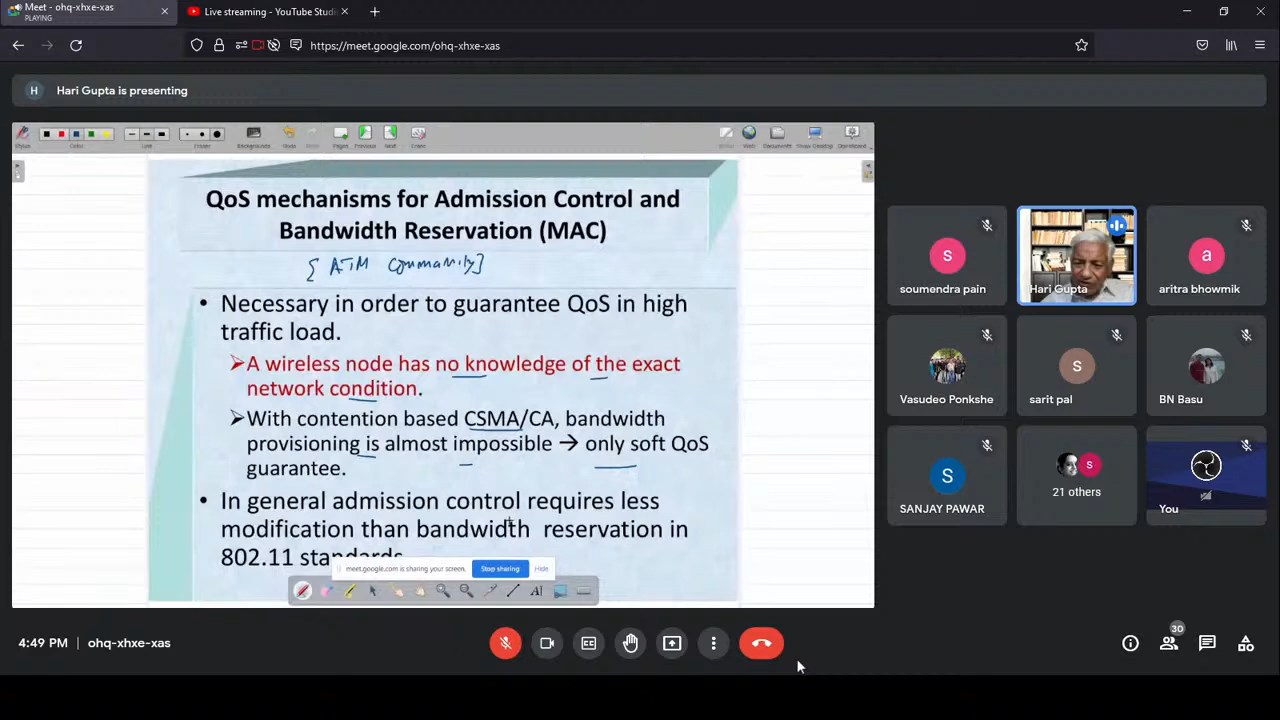 Meet - ohq-xhxe-xas
PLAYING
Live streaming - YouTube Studi
https://meet.google.com/ohq-xhxe-xas
H Hari Gupta is presenting
QoS mechanisms for Admission Control and
Bandwidth Reservation (MAC)
[ ATM Community]
• Necessary in order to guarantee QoS in high
traffic load.
A wireless node has no knowledge of the exact
network condition.
With contention based CSMA/CA, bandwidth
provisioning is almost impossible → only soft QoS
guarantee.
• In general admission control requires less
modification than bandwidth reservation in
802.11 standards
meet.google.com is sharing your screen.
Stop sharing
Hide
s
soumendra pain
Hari Gupta
a
aritra bhowmik
Vasudeo Ponkshe
s
sarit pal
BN Basu
S
SANJAY PAWAR
s
21 others
You
4:49 PM
ohq-xhxe-xas
30